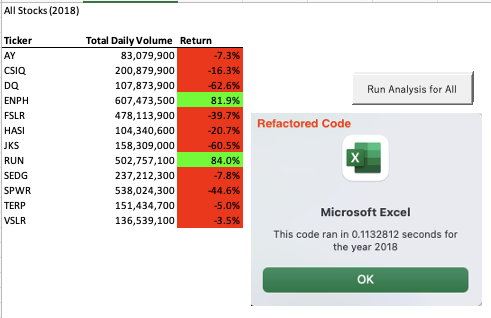 All Stocks (2018)
Ticker Total Daily Volume Return
AY 83,079,900 -7.3%
CSIQ 200,879,900 -16.3%
DQ 107,873,900 -62.6%
ENPH 607,473,500 81.9%
FSLR 478,113,900 -39.7%
HASI 104,340,600 -20.7%
JKS 158,309,000 -60.5%
RUN 502,757,100 84.0%
SEDG 237,212,300 -7.8%
SPWR 538,024,300 -44.6%
TERP 151,434,700 -5.0%
VSLR 136,539,100 -3.5%
Run Analysis for All
Refactored Code
X
Microsoft Excel
This code ran in 0.1132812 seconds for
the year 2018
OK